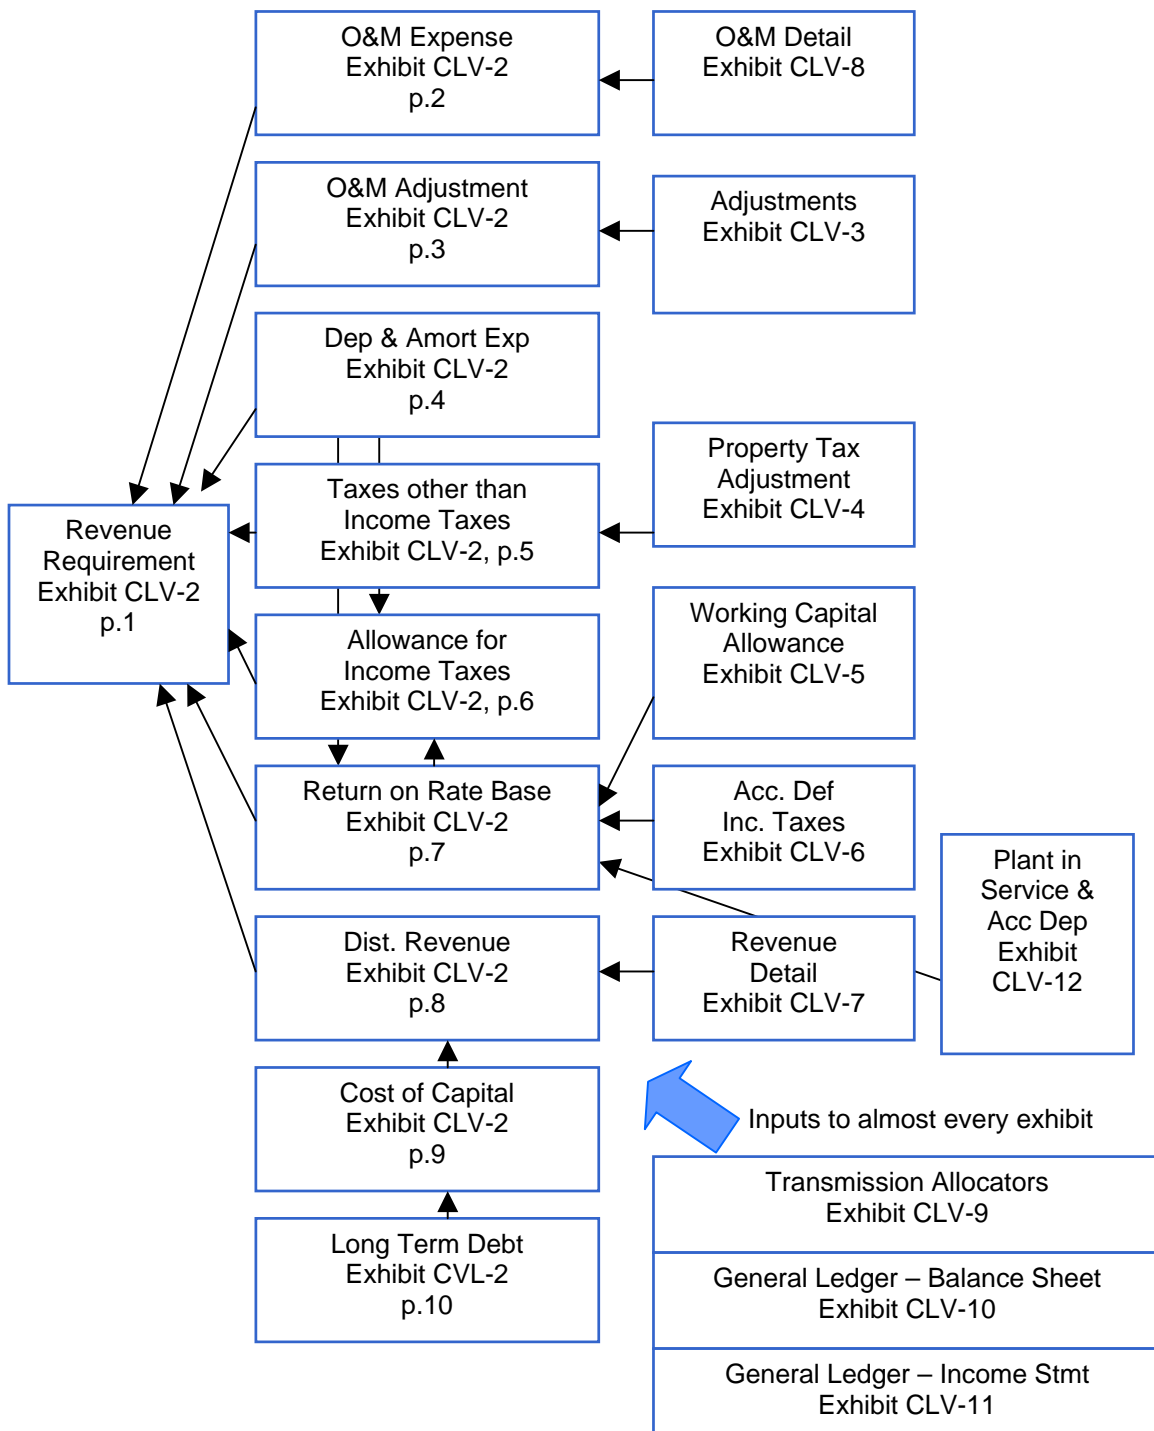 O&M Expense
Exhibit CLV-2
p.2
O&M Detail
Exhibit CLV-8
O&M Adjustment
Exhibit CLV-2
p.3
Adjustments
Exhibit CLV-3
Dep & Amort Exp
Exhibit CLV-2
p.4
Property Tax
Adjustment
Exhibit CLV-4
Taxes other than
Income Taxes
Exhibit CLV-2, p.5
Revenue
Requirement
Exhibit CLV-2
p.1
Allowance for
Income Taxes
Exhibit CLV-2, p.6
Working Capital
Allowance
Exhibit CLV-5
Return on Rate Base
Exhibit CLV-2
p.7
Acc. Def
Inc. Taxes
Exhibit CLV-6
Plant in
Service &
Acc Dep
Exhibit
CLV-12
Dist. Revenue
Exhibit CLV-2
p.8
Revenue
Detail
Exhibit CLV-7
Cost of Capital
Exhibit CLV-2
p.9
Inputs to almost every exhibit
Long Term Debt
Exhibit CVL-2
p.10
Transmission Allocators
Exhibit CLV-9
General Ledger – Balance Sheet
Exhibit CLV-10
General Ledger – Income Stmt
Exhibit CLV-11